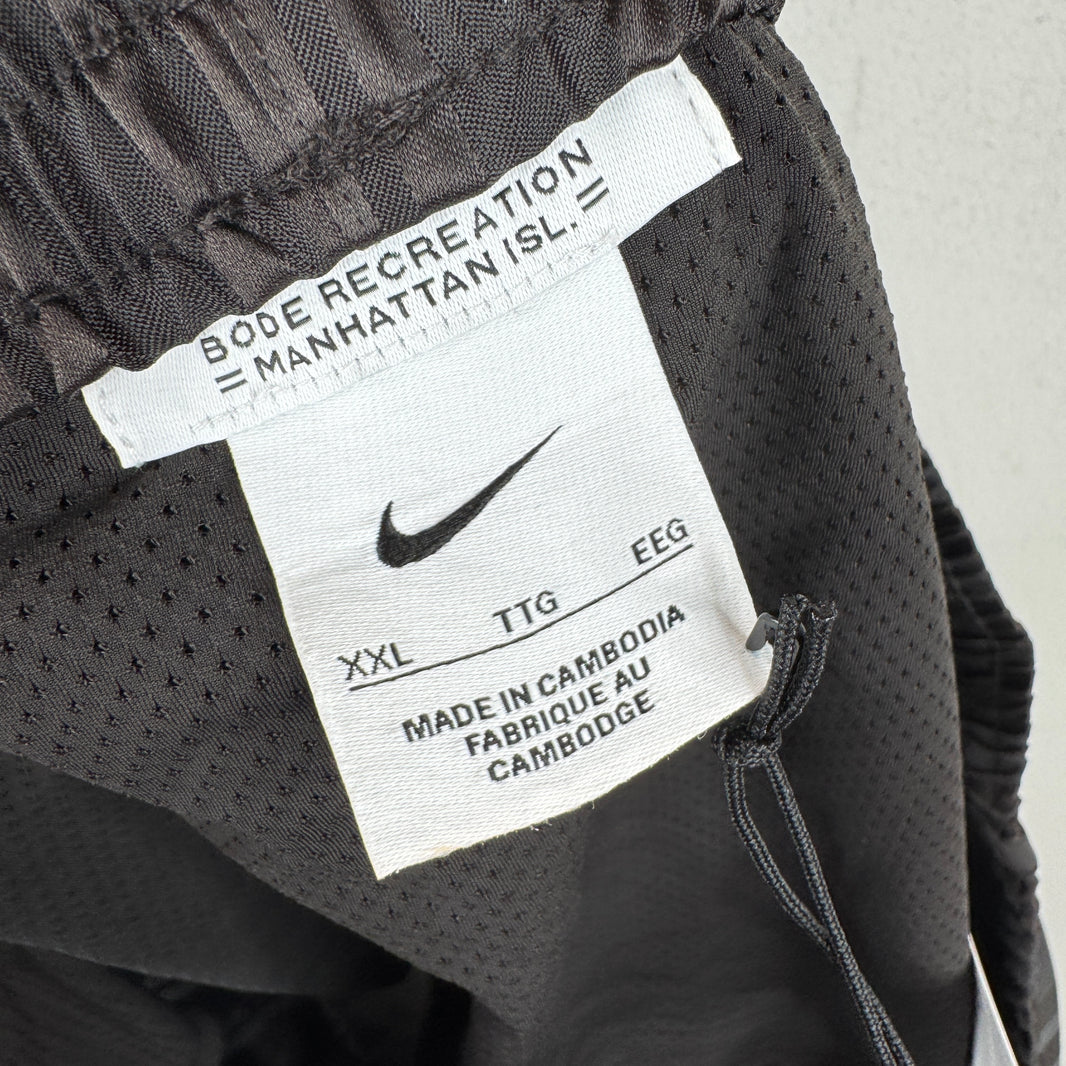 BODE RECREATION
= MANHATTAN ISL. =
XXL TTG EEG
MADE IN CAMBODIA
FABRIQUE AU
CAMBODGE